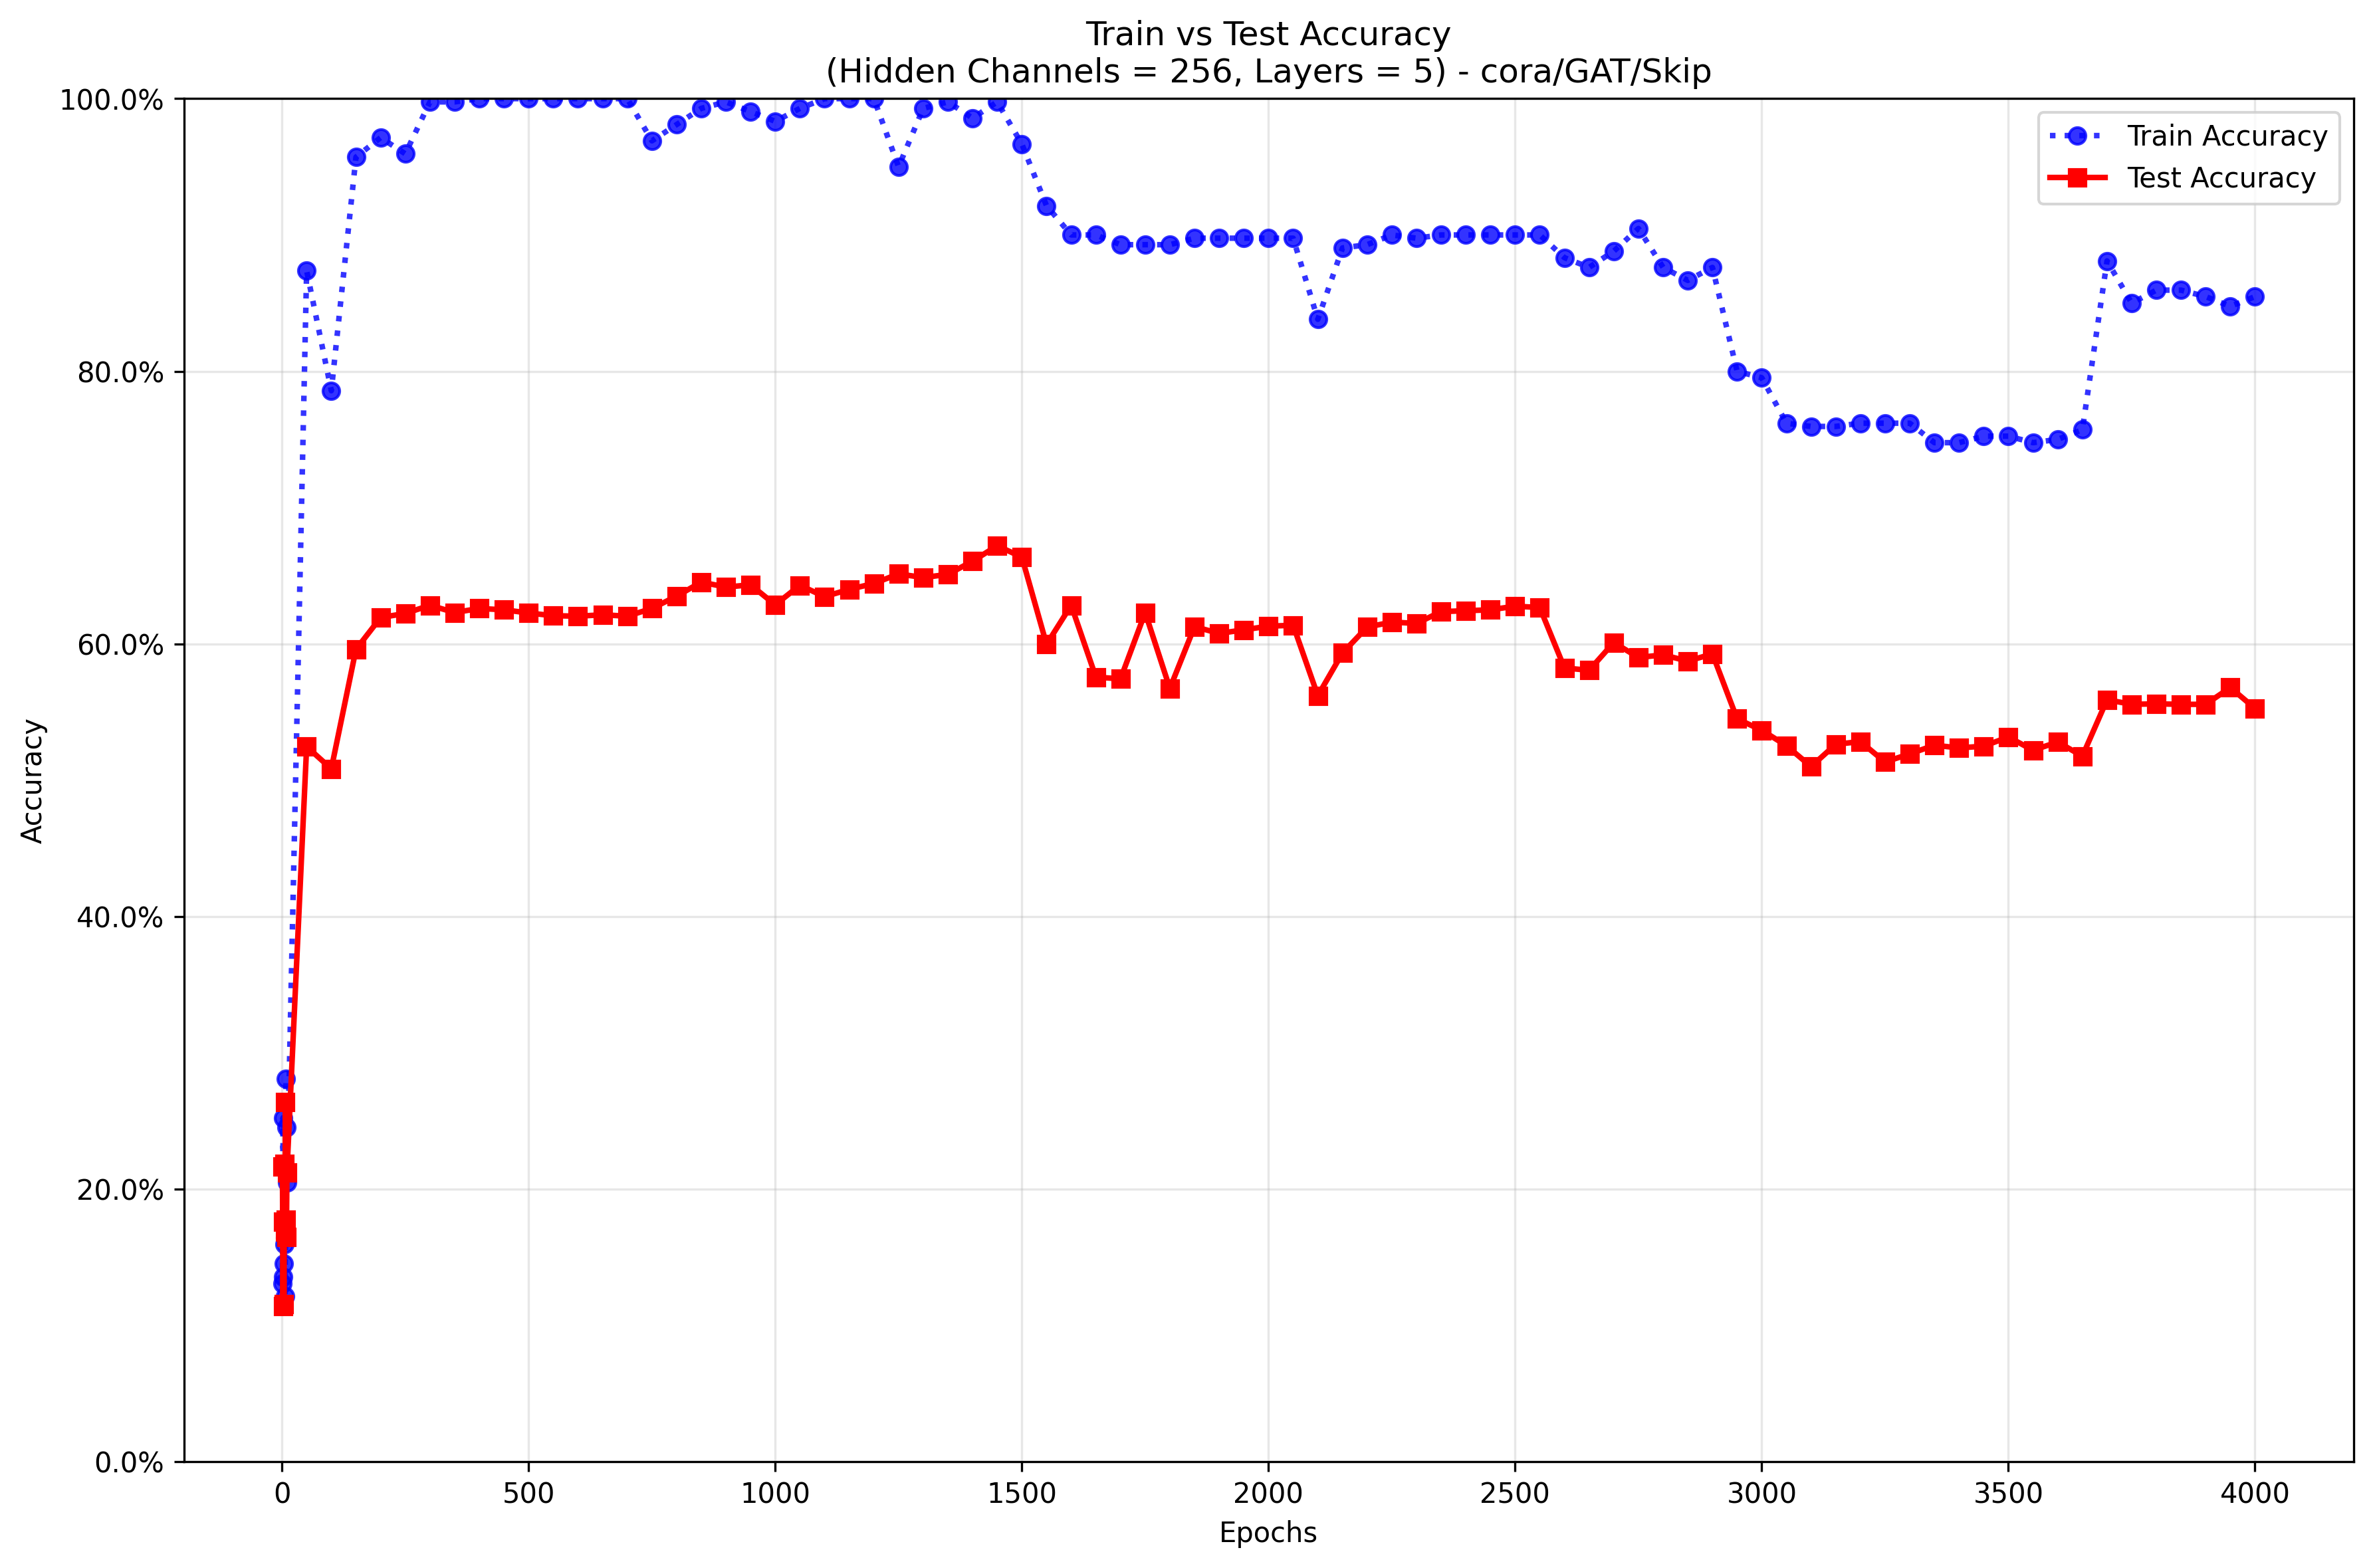 Train vs Test Accuracy
(Hidden Channels = 256, Layers = 5) - cora/GAT/Skip
Train Accuracy
Test Accuracy
Accuracy
100.0%
80.0%
60.0%
40.0%
20.0%
0.0%
0 500 1000 1500 2000 2500 3000 3500 4000
Epochs